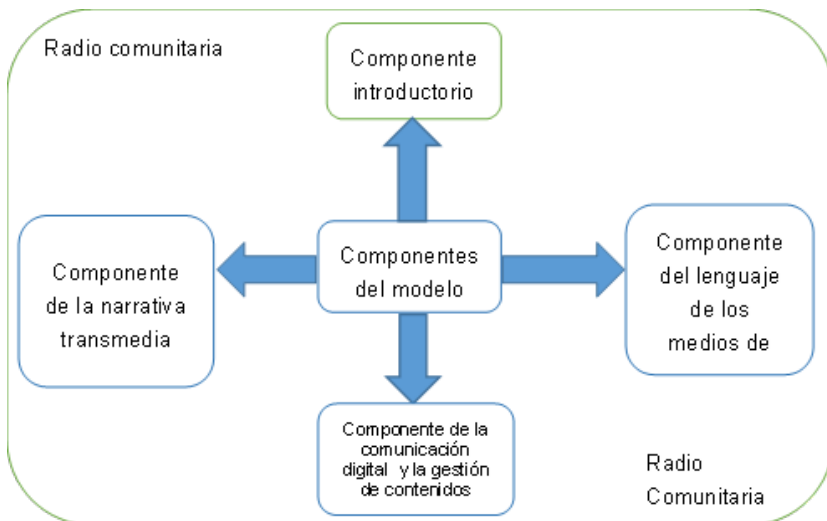 Radio comunitaria
Componente
introductorio
Componente
de la narrativa
transmedia
Componentes
del modelo
Componente
del lenguaje
de los
medios de
Componente de la
comunicación
digital y la gestión
de contenidos
Radio
Comunitaria